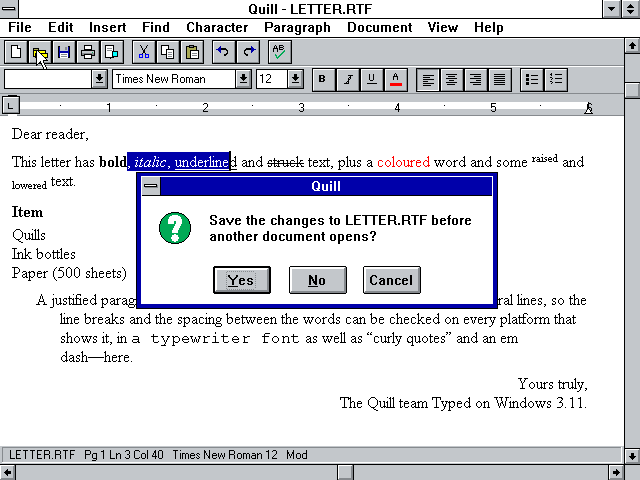 Quill - LETTER.RTF
File Edit Insert Find Character Paragraph Document View Help
ABC
Times New Roman 12 B I U A
L 1 2 3 4 5 6
Dear reader,
This letter has bold, italic, underlined and struck text, plus a coloured word and some raised and
lowered text.
Item
Quills
Ink bottles
Paper (500 sheets)
Quill
Save the changes to LETTER.RTF before
another document opens?
Yes No Cancel
A justified parag ral lines, so the
line breaks and the spacing between the words can be checked on every platform that
shows it, in a typewriter font as well as “curly quotes” and an em
dash—here.
Yours truly,
The Quill team Typed on Windows 3.11.
LETTER.RTF Pg 1 Ln 3 Col 40 Times New Roman 12 Mod